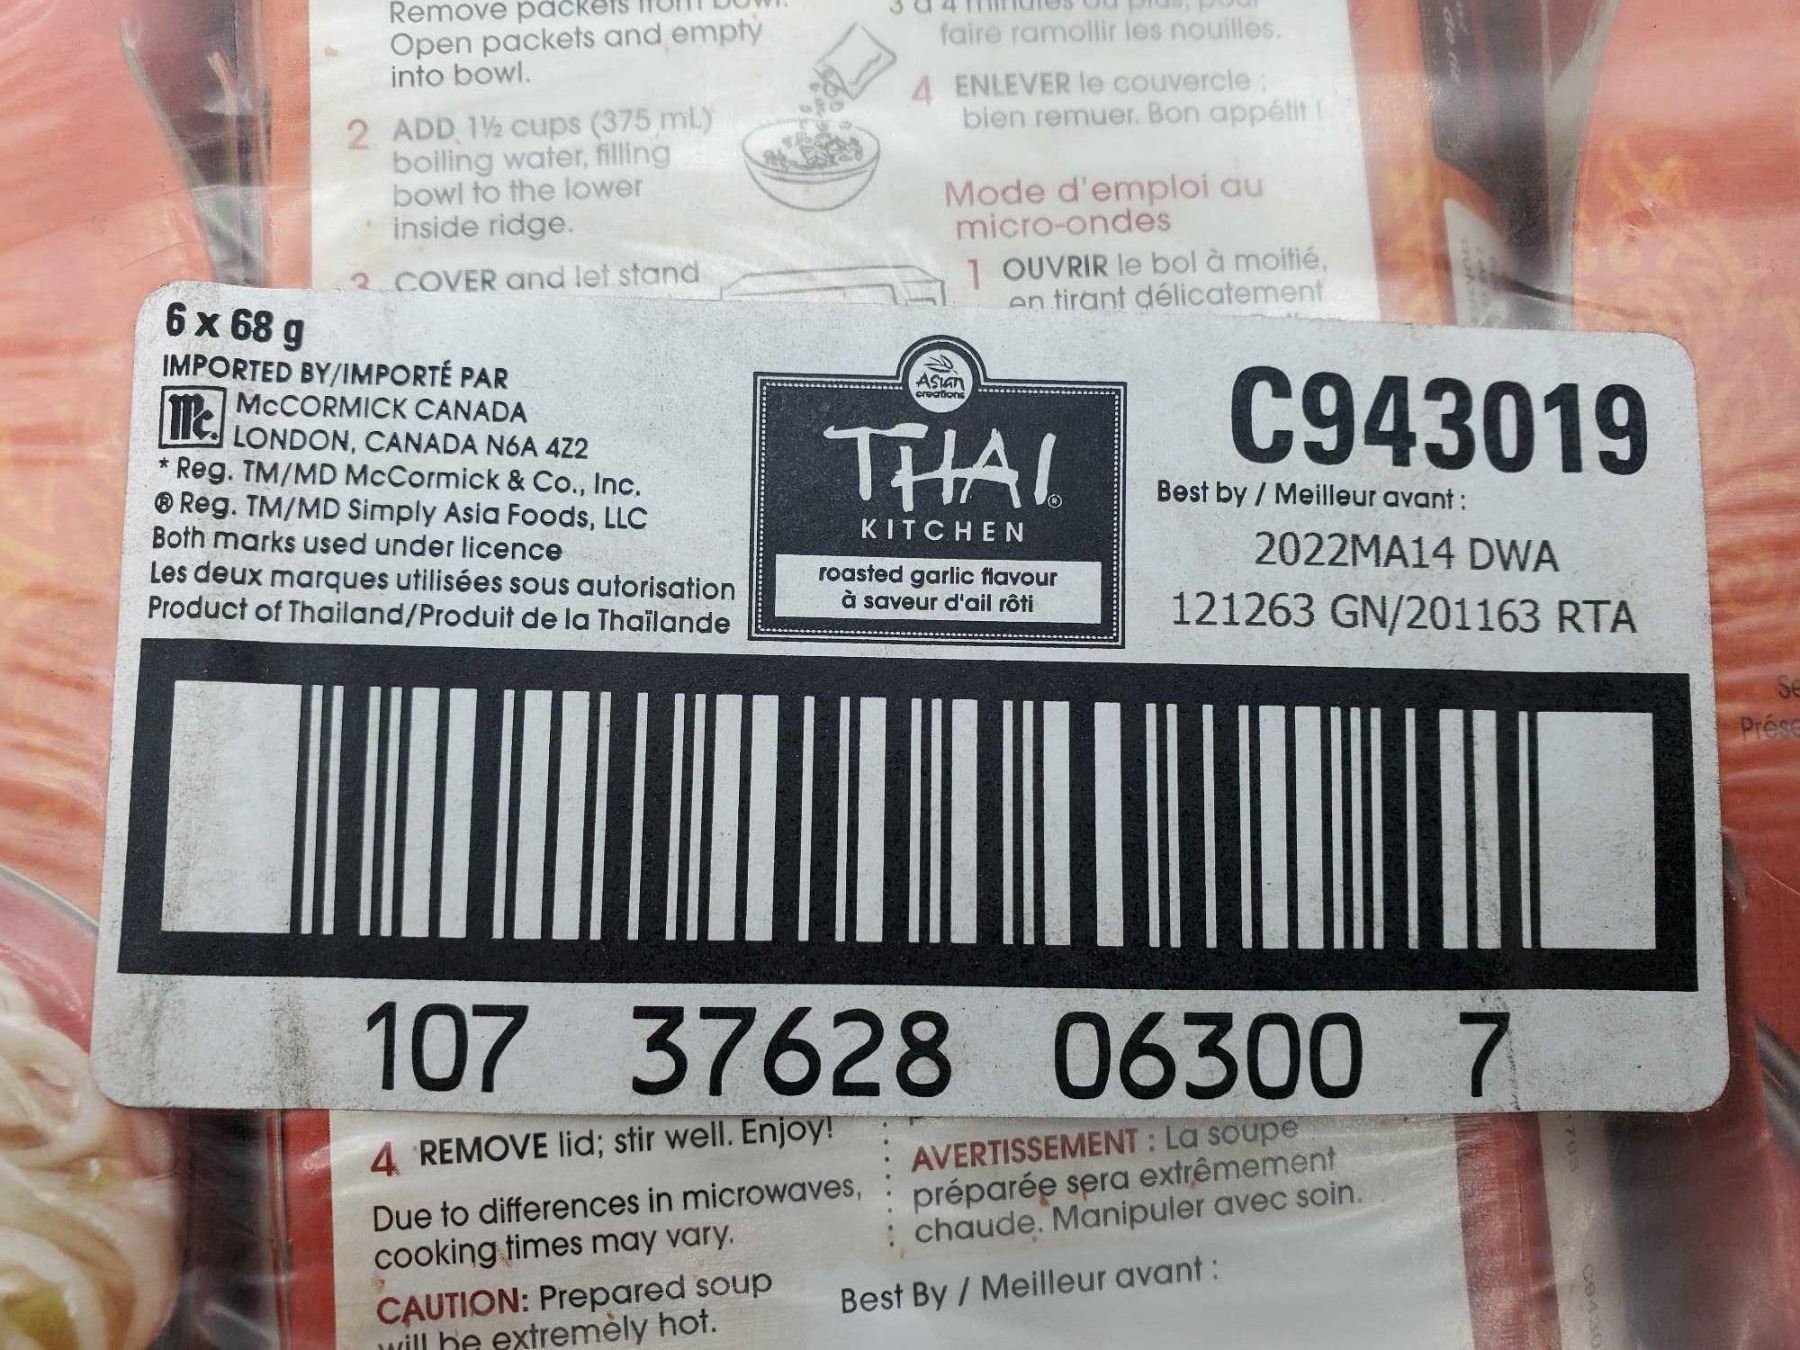 Remove packets from bowl.
Open packets and empty
into bowl.
2 ADD 1½ cups (375 mL)
boiling water, filling
bowl to the lower
inside ridge.
3 COVER and let stand
3 à 4 minutes ou plus, pour
faire ramollir les nouilles.
4 ENLEVER le couvercle ;
bien remuer. Bon appétit !
Mode d'emploi au
micro-ondes
1 OUVRIR le bol à moitié,
en tirant délicatement
6 x 68 g
IMPORTED BY/IMPORTÉ PAR
Mc. McCORMICK CANADA
LONDON, CANADA N6A 4Z2
* Reg. TM/MD McCormick & Co., Inc.
® Reg. TM/MD Simply Asia Foods, LLC
Both marks used under licence
Les deux marques utilisées sous autorisation
Product of Thailand/Produit de la Thaïlande
Asian
creations
THAI®
KITCHEN
roasted garlic flavour
à saveur d'ail rôti
C943019
Best by / Meilleur avant :
2022MA14 DWA
121263 GN/201163 RTA
107 37628 06300 7
4 REMOVE lid; stir well. Enjoy!
Due to differences in microwaves,
cooking times may vary.
CAUTION: Prepared soup
will be extremely hot.
AVERTISSEMENT : La soupe
préparée sera extrêmement
chaude. Manipuler avec soin.
Best By / Meilleur avant :